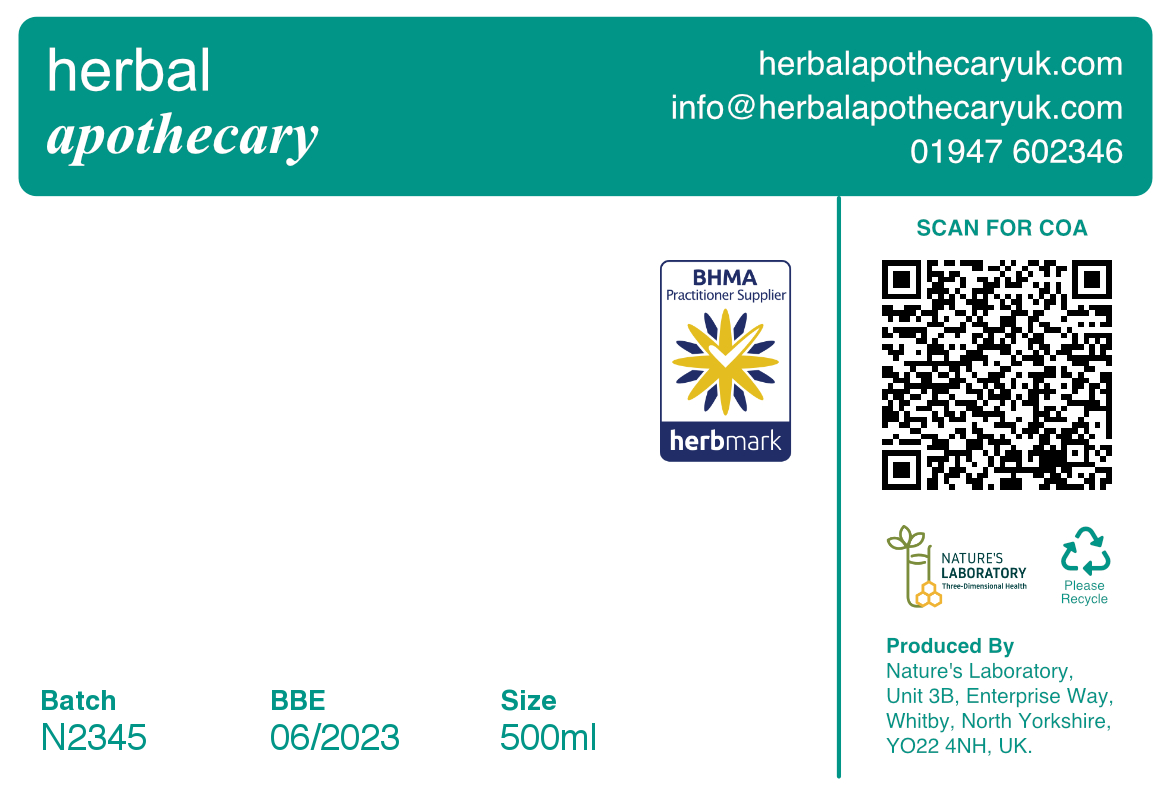 herbal
apothecary
herbalapothecaryuk.com
info@herbalapothecaryuk.com
01947 602346
BHMA
Practitioner Supplier
herbmark
Batch
N2345
BBE
06/2023
Size
500ml
SCAN FOR COA
NATURE'S
LABORATORY
Three-Dimensional Health
Please
Recycle
Produced By
Nature's Laboratory,
Unit 3B, Enterprise Way,
Whitby, North Yorkshire,
YO22 4NH, UK.